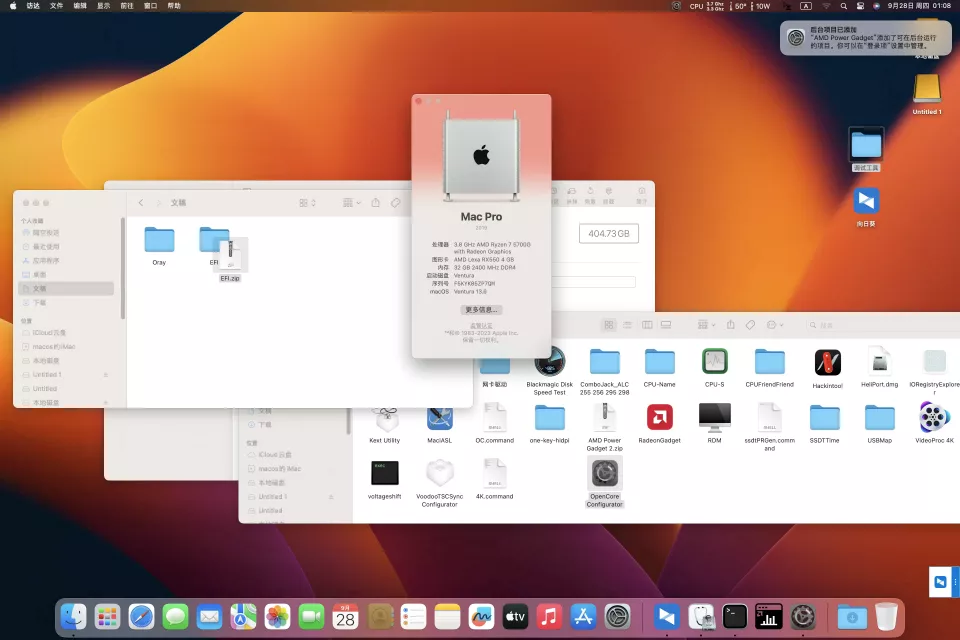 访达 文件 编辑 显示 前往 窗口 帮助
CPU 3.7 Ghz 3.3 Ghz 50° 10W A 9月28日 周四 01:08
后台项目已添加
"AMD Power Gadget"添加了可在后台运行
的项目。你可以在"登录项"设置中管理。
本地磁盘
Untitled 1
调试工具
向日葵
文稿
个人收藏
隔空投送
最近使用
应用程序
桌面
文稿
下载
位置
iCloud云盘
macos的iMac
本地磁盘
Untitled 1
Untitled
本地磁盘
Oray
EFI.zip
404.73 GB
Mac Pro
2019
处理器 3.8 GHz AMD Ryzen 7 5700G
with Radeon Graphics
图形卡 AMD Lexa RX550 4 GB
内存 32 GB 2400 MHz DDR4
启动磁盘 Ventura
序列号 F5KYK85ZP7QM
macOS Ventura 13.6
更多信息...
监管认证
™和© 1983-2023 Apple Inc.
保留一切权利。
搜索
网卡驱动
Blackmagic Disk
Speed Test
ComboJack_ALC
255 256 295 298
CPU-Name
CPU-S
CPUFriendFriend
Hackintool
HeliPort.dmg
IORegistryExplore
r
Kext Utility
MaciASL
OC.command
one-key-hidpi
AMD Power
Gadget 2.zip
RadeonGadget
RDM
ssdtPRGen.comm
and
SSDTTime
USBMap
VideoProc 4K
voltageshift
VoodooTSCSync
Configurator
4K.command
OpenCore
Configurator
文稿
下载
位置
iCloud云盘
macos的iMac
本地磁盘
Untitled 1
Untitled
9月
28
tv